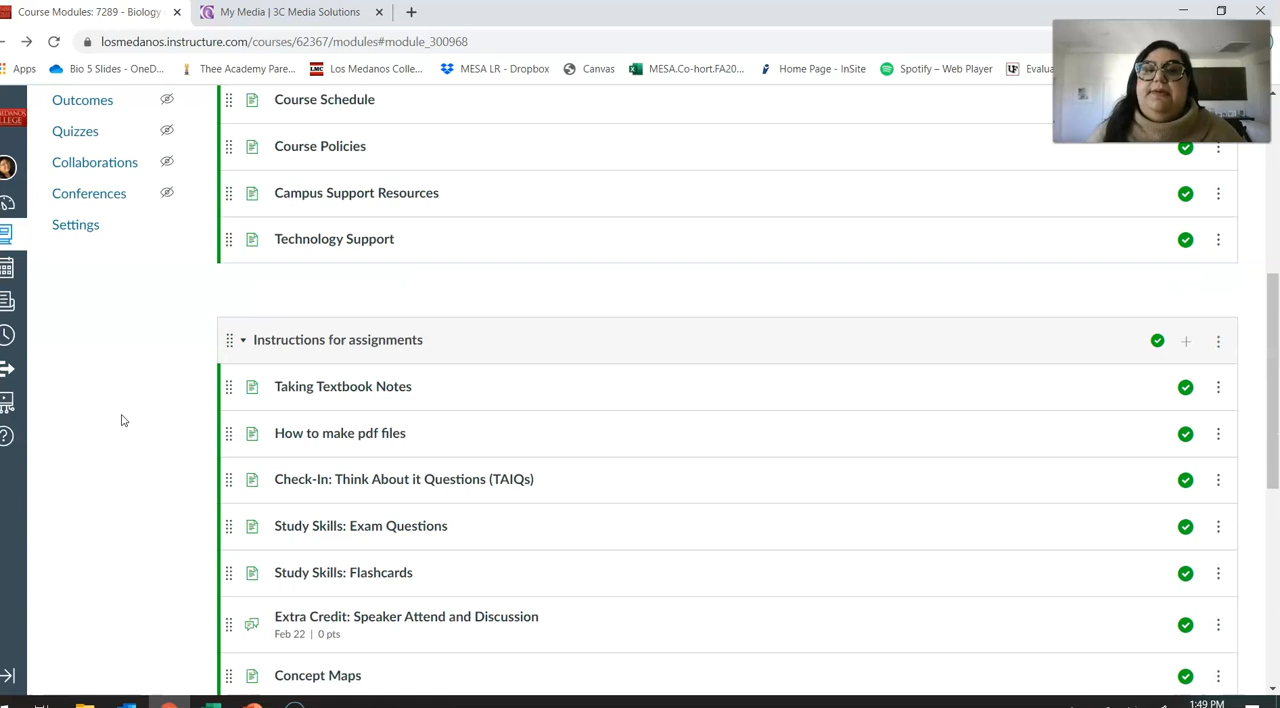 Course Modules: 7289 - Biology
My Media | 3C Media Solutions
losmedanos.instructure.com/courses/62367/modules#module_300968
Apps
Bio 5 Slides - OneD...
Thee Academy Pare...
LMC
Los Medanos Colle...
MESA LR - Dropbox
Canvas
MESA.Co-hort.FA20...
Home Page - InSite
Spotify – Web Player
Evalua
Outcomes
Quizzes
Collaborations
Conferences
Settings
Course Schedule
Course Policies
Campus Support Resources
Technology Support
Instructions for assignments
Taking Textbook Notes
How to make pdf files
Check-In: Think About it Questions (TAIQs)
Study Skills: Exam Questions
Study Skills: Flashcards
Extra Credit: Speaker Attend and Discussion
Feb 22 | 0 pts
Concept Maps
1:49 PM